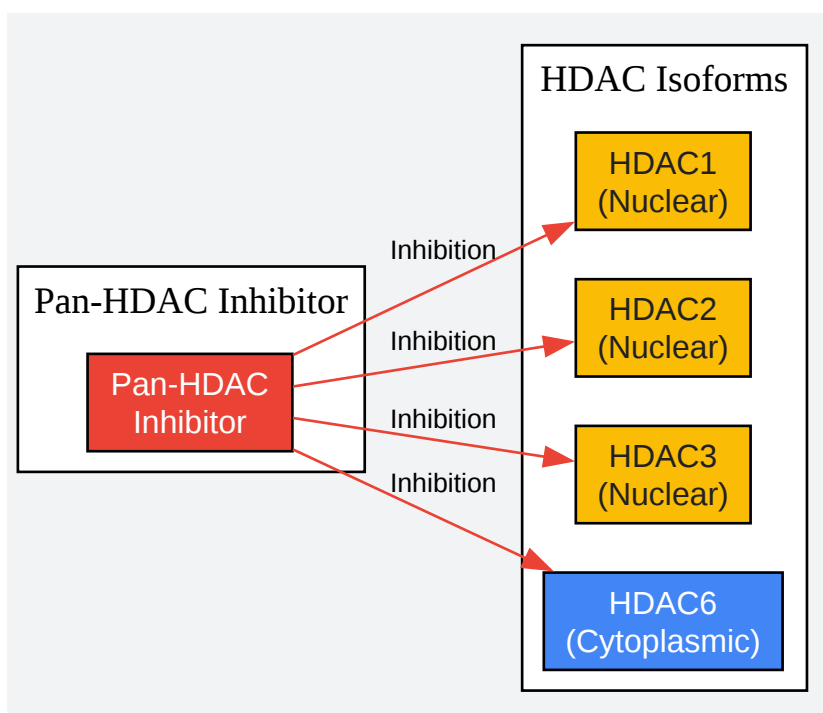 Pan-HDAC Inhibitor
Pan-HDAC
Inhibitor
Inhibition
Inhibition
Inhibition
Inhibition
HDAC Isoforms
HDAC1
(Nuclear)
HDAC2
(Nuclear)
HDAC3
(Nuclear)
HDAC6
(Cytoplasmic)